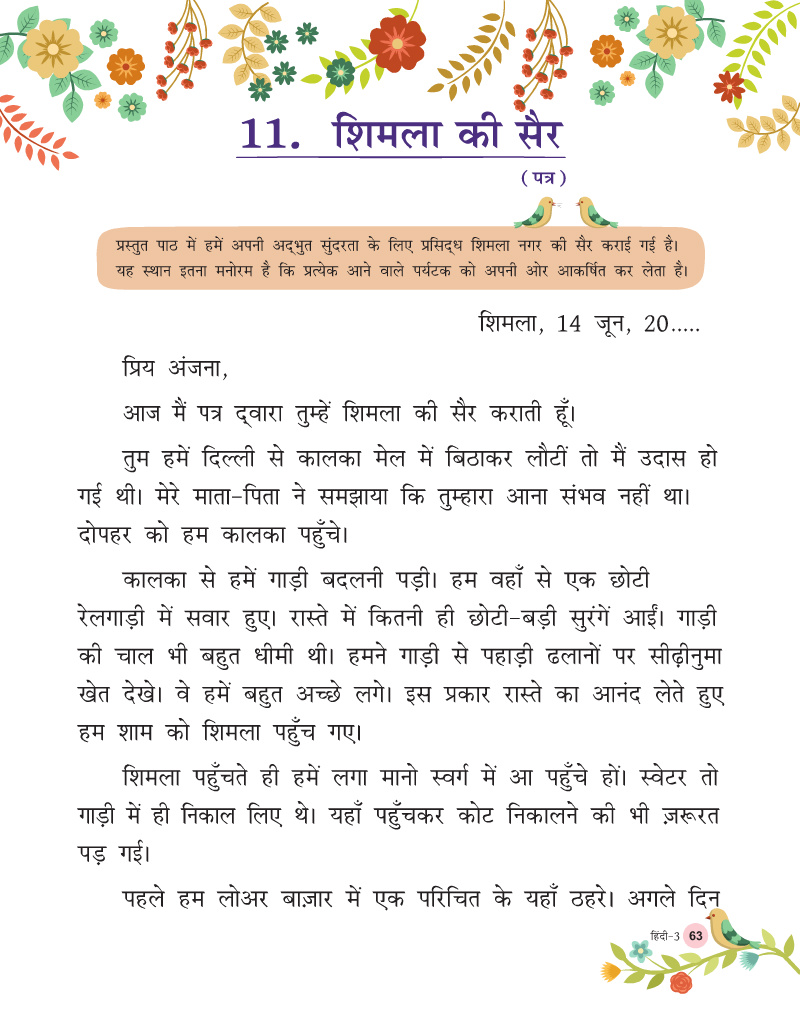 11. शिमला की सैर
( पत्र )
प्रस्तुत पाठ में हमें अपनी अद्भुत सुंदरता के लिए प्रसिद्ध शिमला नगर की सैर कराई गई है।
यह स्थान इतना मनोरम है कि प्रत्येक आने वाले पर्यटक को अपनी ओर आकर्षित कर लेता है।
शिमला, 14 जून, 20.....
प्रिय अंजना,
आज मैं पत्र द्वारा तुम्हें शिमला की सैर कराती हूँ।
तुम हमें दिल्ली से कालका मेल में बिठाकर लौटीं तो मैं उदास हो
गई थी। मेरे माता-पिता ने समझाया कि तुम्हारा आना संभव नहीं था।
दोपहर को हम कालका पहुँचे।
कालका से हमें गाड़ी बदलनी पड़ी। हम वहाँ से एक छोटी
रेलगाड़ी में सवार हुए। रास्ते में कितनी ही छोटी-बड़ी सुरंगें आईं। गाड़ी
की चाल भी बहुत धीमी थी। हमने गाड़ी से पहाड़ी ढलानों पर सीढ़ीनुमा
खेत देखे। वे हमें बहुत अच्छे लगे। इस प्रकार रास्ते का आनंद लेते हुए
हम शाम को शिमला पहुँच गए।
शिमला पहुँचते ही हमें लगा मानो स्वर्ग में आ पहुँचे हों। स्वेटर तो
गाड़ी में ही निकाल लिए थे। यहाँ पहुँचकर कोट निकालने की भी ज़रूरत
पड़ गई।
पहले हम लोअर बाज़ार में एक परिचित के यहाँ ठहरे। अगले दिन
हिंदी-3 63